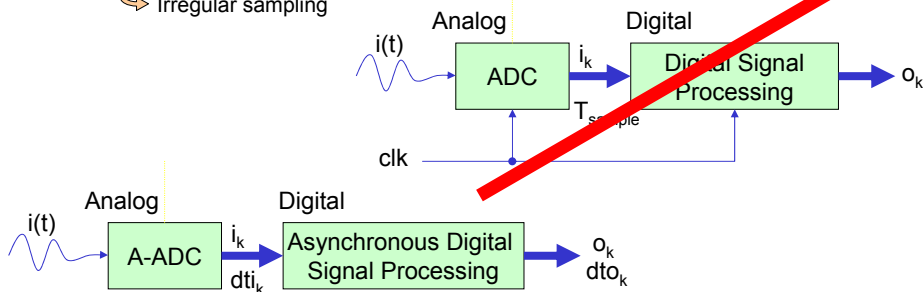 Irregular sampling
Analog Digital
i(t) ADC i_k Digital Signal Processing o_k
T_sample
clk
Analog Digital
i(t) A-ADC i_k dti_k Asynchronous Digital Signal Processing o_k dto_k